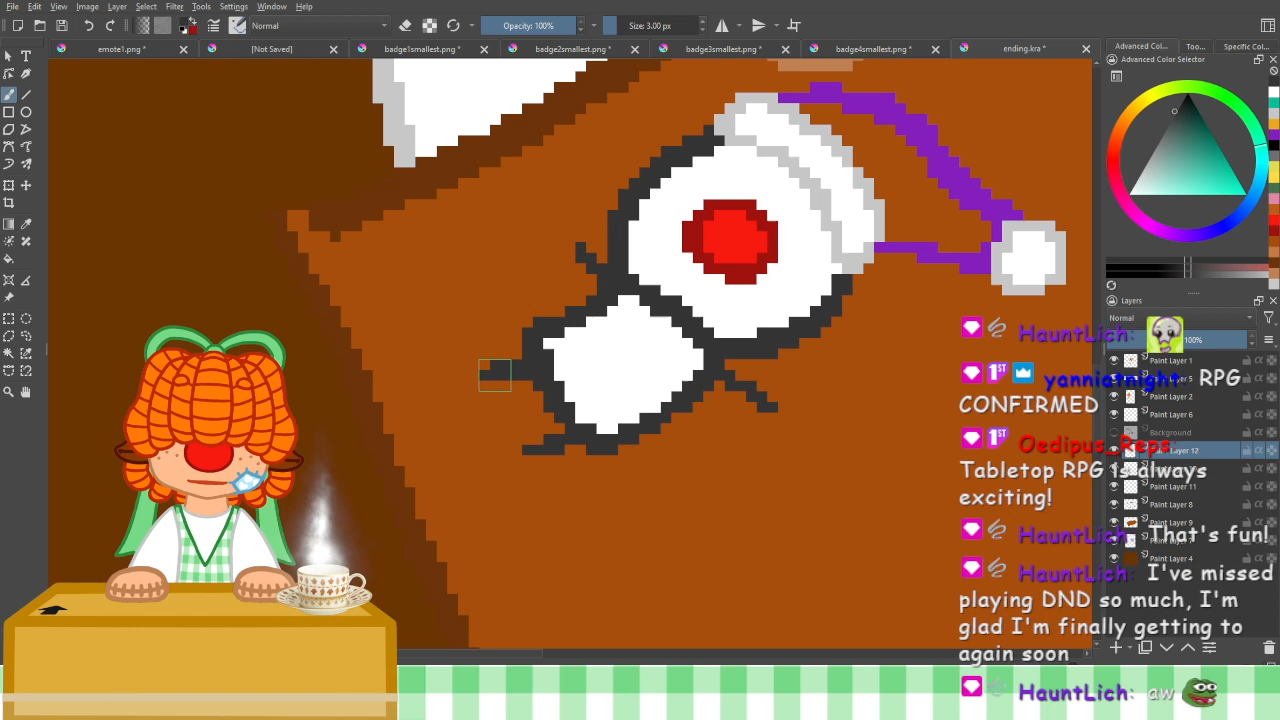 File Edit View Image Layer Select Filter Tools Settings Window Help
Normal Opacity: 100% Size: 3.00 px
emote1.png * [Not Saved] badge1smallest.png * badge2smallest.png * badge3smallest.png * badge4smallest.png * ending.kra * Advanced Col... Too... Specific Col...
Advanced Color Selector
Layers
Normal
100%
Paint Layer 1
5
Paint Layer 2
Paint Layer 6
Background
Layer 12
Paint Layer 11
Paint Layer 8
Paint Layer 9
Paint Layer 4
HauntLich:
yanniatnight: RPG
CONFIRMED
Oedipus_Reps:
Tabletop RPG is always
exciting!
HauntLich: That's fun!
HauntLich: I've missed
playing DND so much, I'm
glad I'm finally getting to
again soon
HauntLich: aw